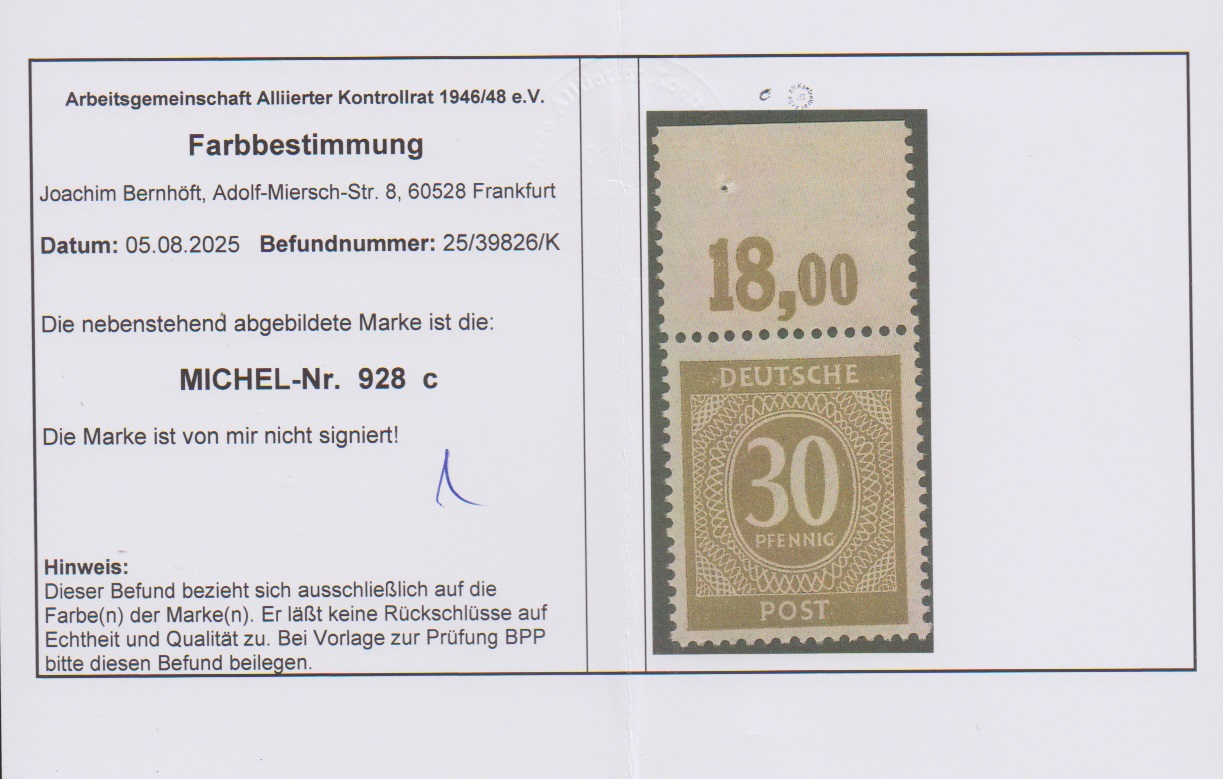 Arbeitsgemeinschaft Alliierter Kontrollrat 1946/48 e.V.
Farbbestimmung
Joachim Bernhöft, Adolf-Miersch-Str. 8, 60528 Frankfurt
Datum: 05.08.2025 Befundnummer: 25/39826/K
Die nebenstehend abgebildete Marke ist die:
MICHEL-Nr. 928 c
Die Marke ist von mir nicht signiert!
Hinweis:
Dieser Befund bezieht sich ausschließlich auf die
Farbe(n) der Marke(n). Er läßt keine Rückschlüsse auf
Echtheit und Qualität zu. Bei Vorlage zur Prüfung BPP
bitte diesen Befund beilegen.
18,00
DEUTSCHE
30
PFENNIG
POST